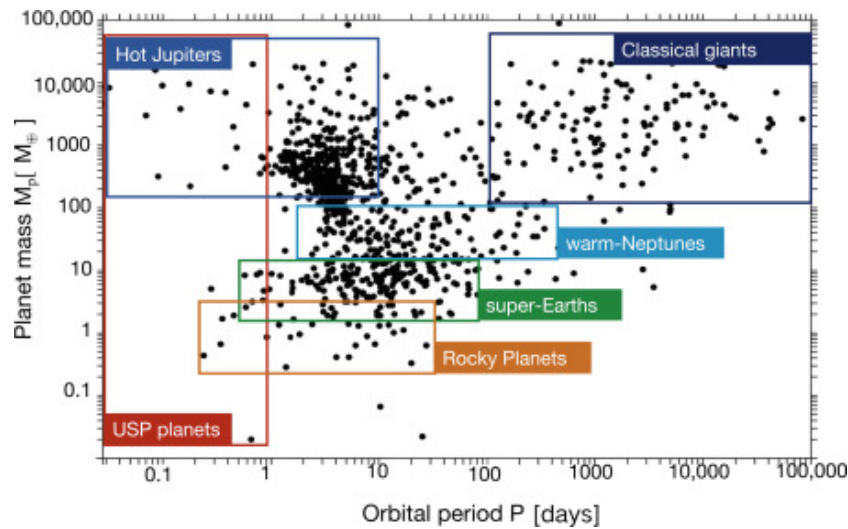 100,000
Hot Jupiters
Classical giants
10,000
1000
100
warm-Neptunes
10
super-Earths
1
Rocky Planets
0.1
USP planets
Planet mass Mₚ[ M⊕ ]
0.1 1 10 100 1000 10,000 100,000
Orbital period P [days]